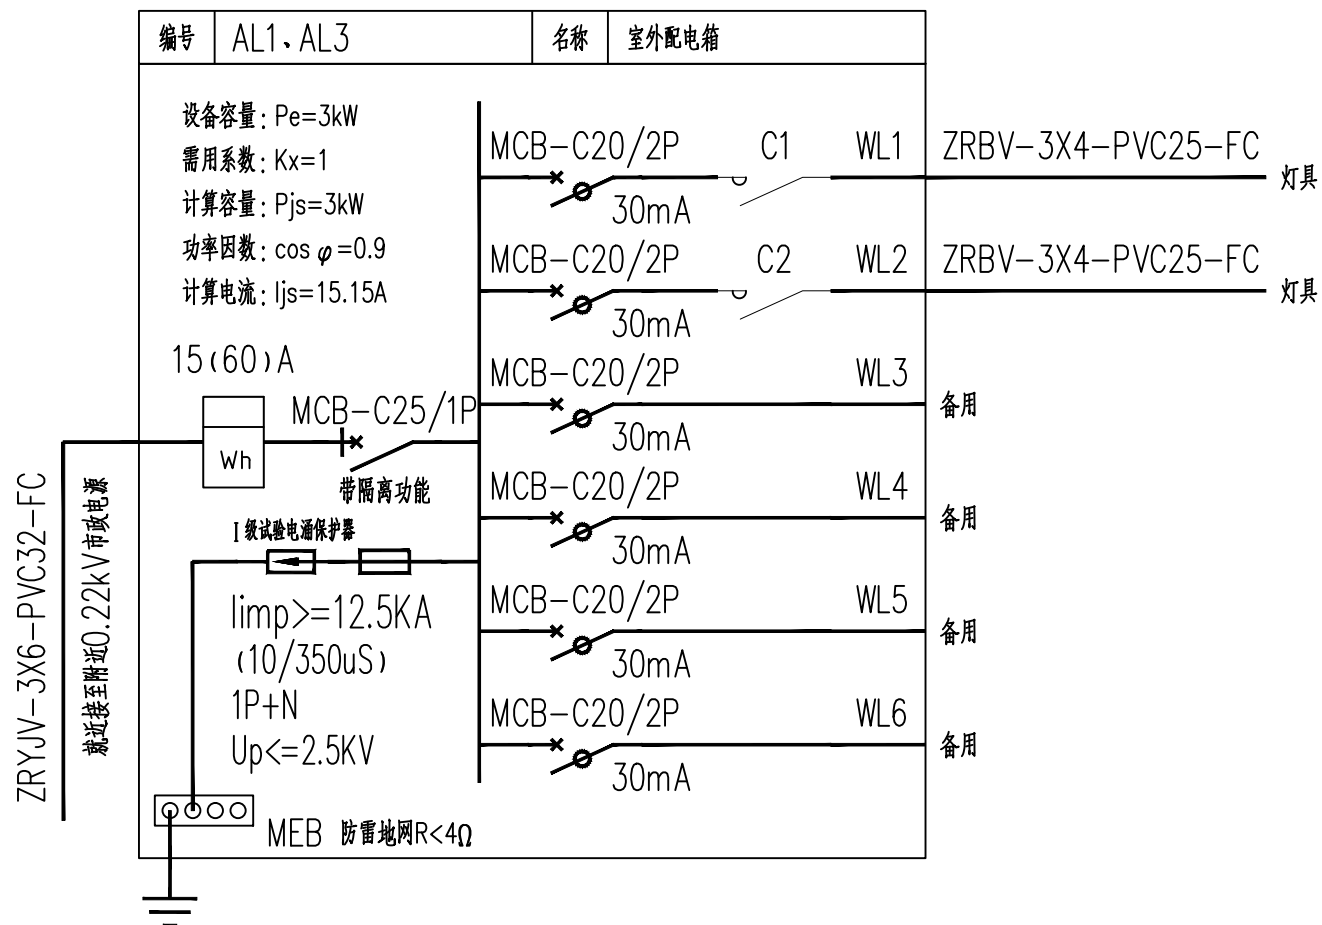 编号 AL1、AL3 名称 室外配电箱
设备容量: Pe=3kW
需用系数: Kx=1
计算容量: Pjs=3kW
功率因数: cosφ=0.9
计算电流: Ijs=15.15A
15(60)A
Wh
MCB-C25/1P
带隔离功能
I级试验电涌保护器
Iimp>=12.5KA
(10/350uS)
1P+N
Up<=2.5KV
MEB 防雷地网R<4Ω
ZRYJV-3X6-PVC32-FC
就近接至附近0.22kV市政电源
MCB-C20/2P C1 WL1 ZRBV-3X4-PVC25-FC
灯具
30mA
MCB-C20/2P C2 WL2 ZRBV-3X4-PVC25-FC
灯具
30mA
MCB-C20/2P WL3
备用
30mA
MCB-C20/2P WL4
备用
30mA
MCB-C20/2P WL5
备用
30mA
MCB-C20/2P WL6
备用
30mA